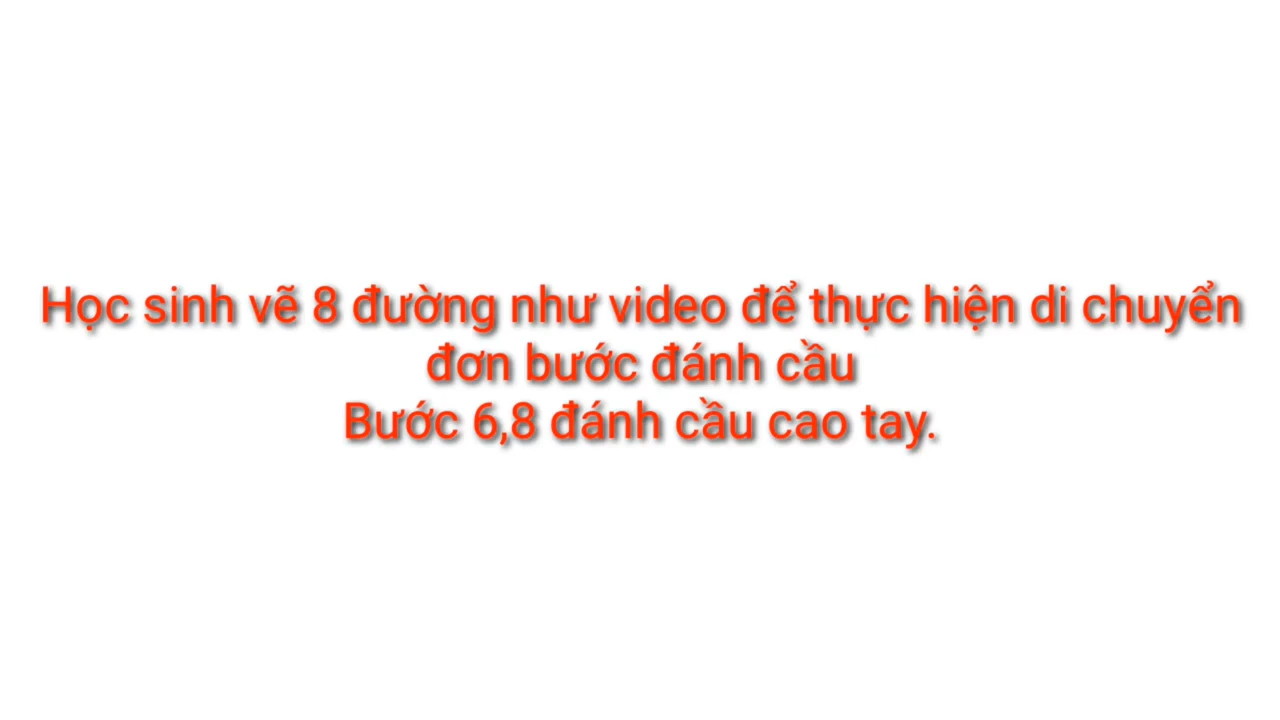 Học sinh vẽ 8 đường như video để thực hiện di chuyển
đơn bước đánh cầu
Bước 6,8 đánh cầu cao tay.